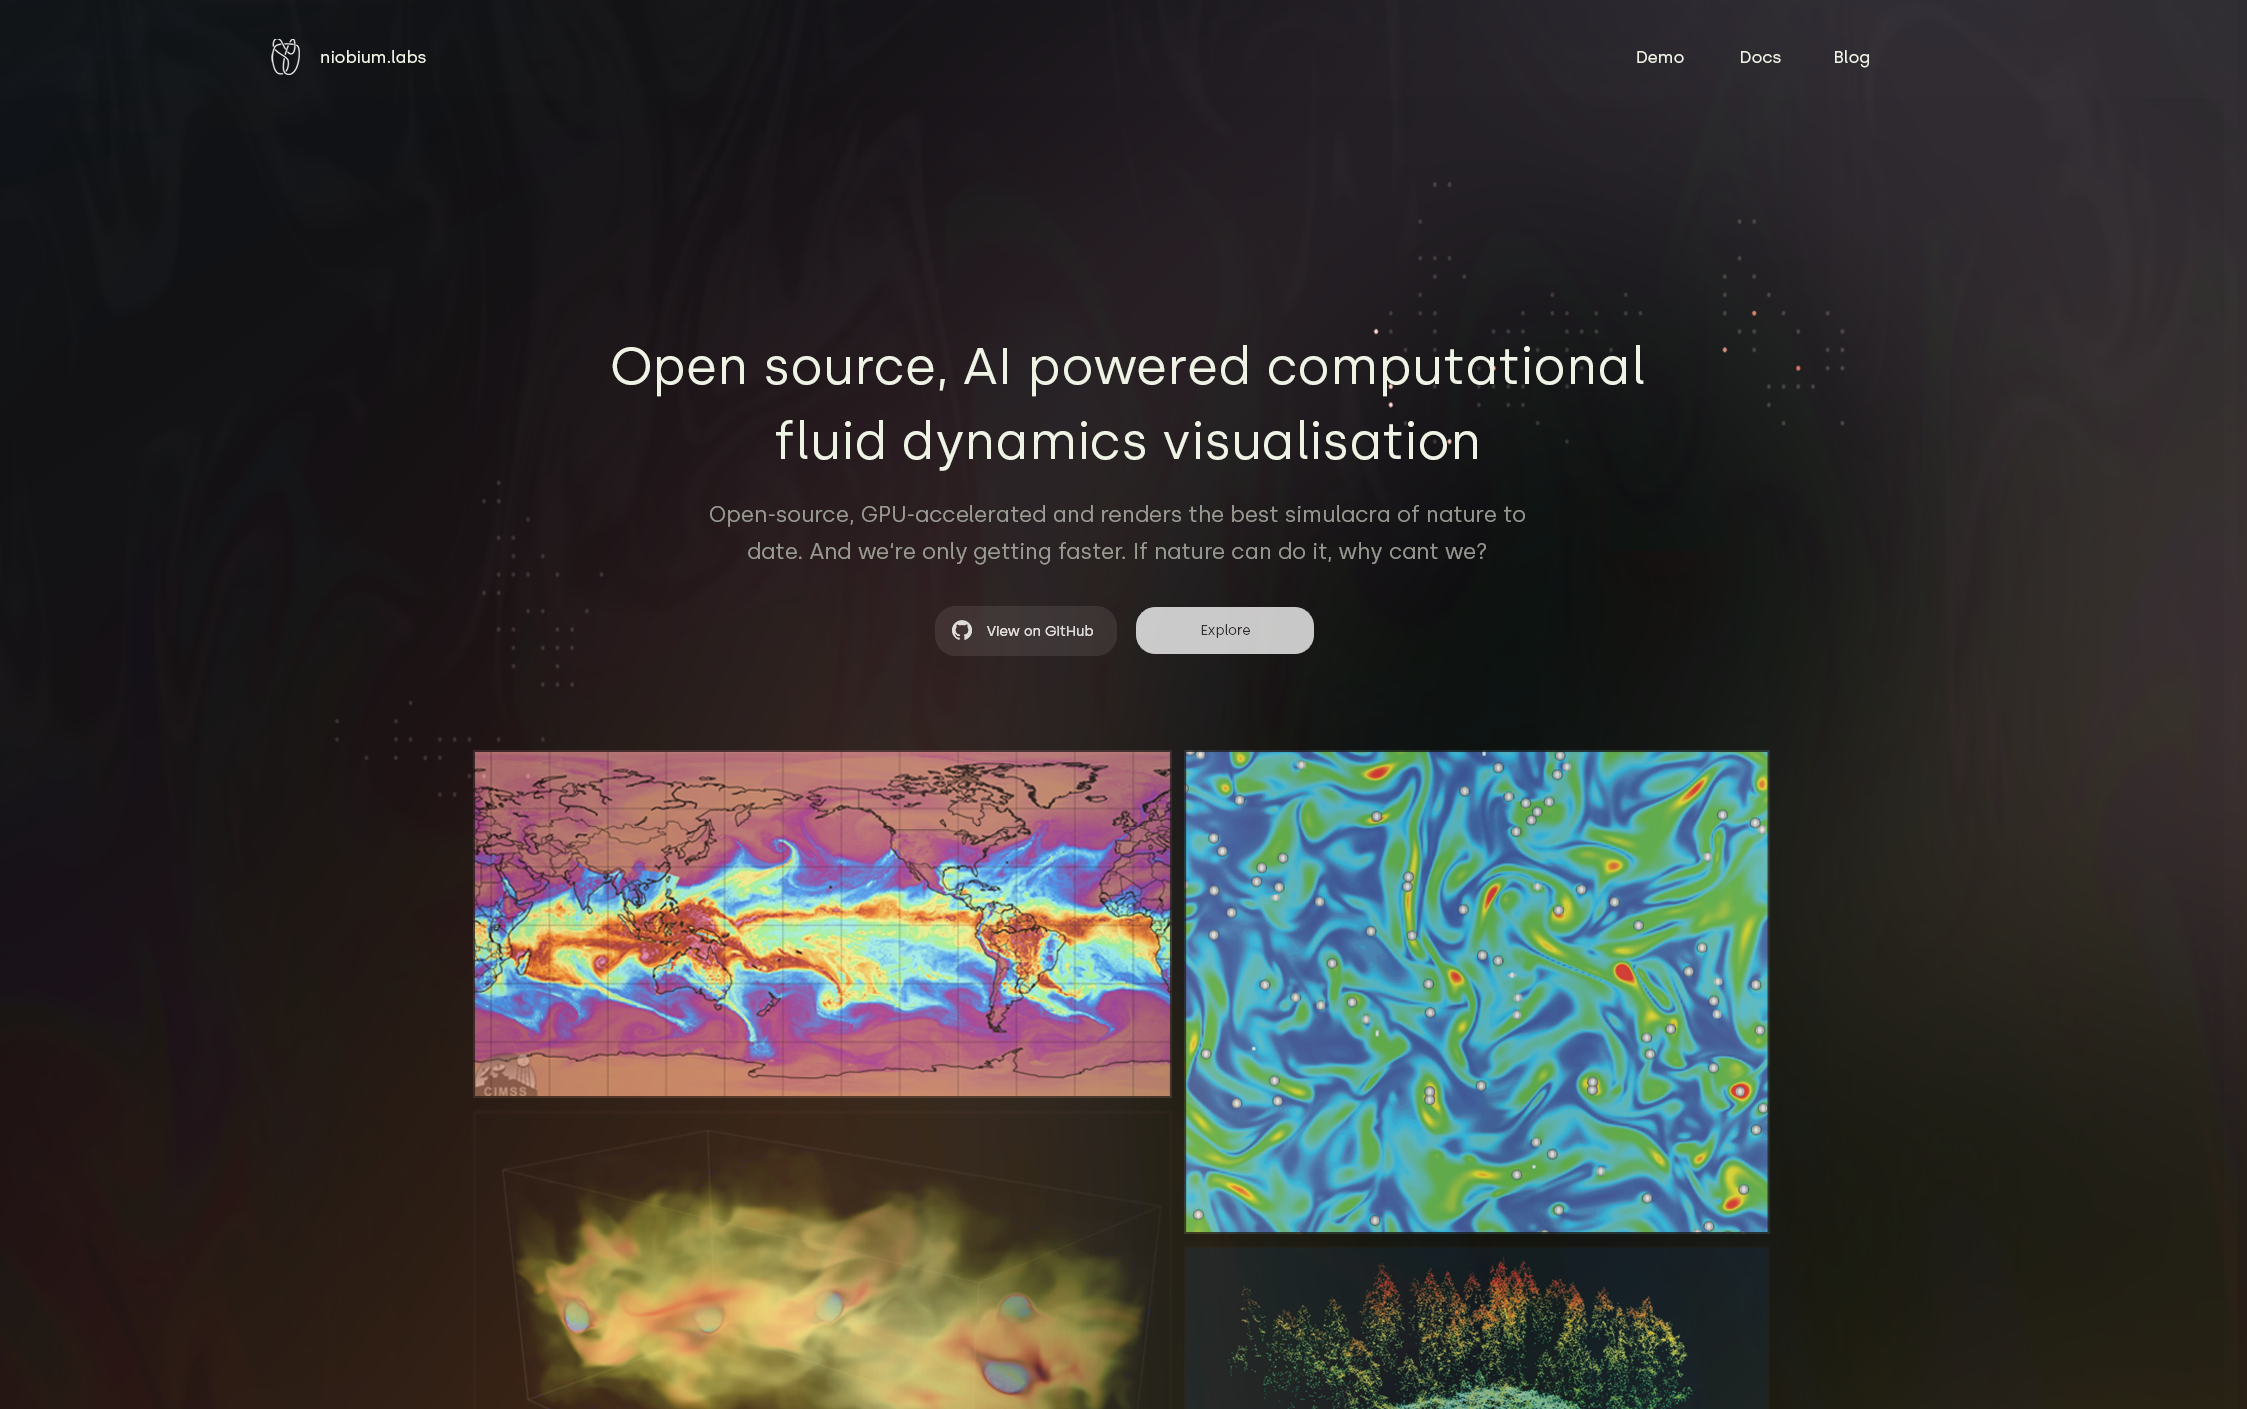 niobium.labs
Demo
Docs
Blog
Open source, AI powered computational
fluid dynamics visualisation
Open-source, GPU-accelerated and renders the best simulacra of nature to
date. And we're only getting faster. If nature can do it, why cant we?
View on GitHub
Explore
CIMSS